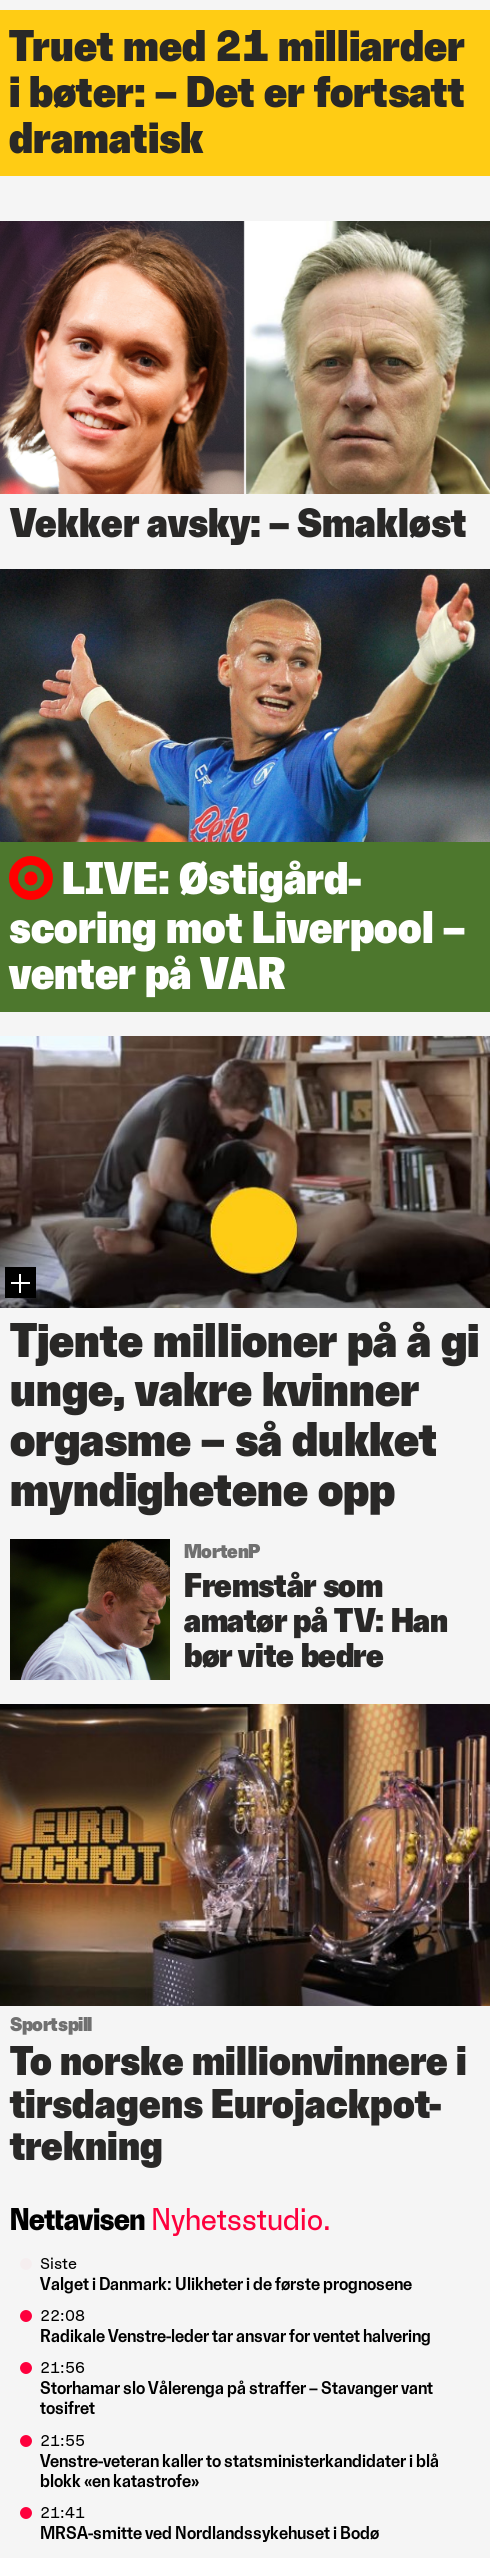 Truet med 21 milliarder
i bøter: – Det er fortsatt
dramatisk
Vekker avsky: – Smakløst
Pete
LIVE: Østigård-
scoring mot Liverpool –
venter på VAR
Tjente millioner på å gi
unge, vakre kvinner
orgasme – så dukket
myndighetene opp
MortenP
Fremstår som
amatør på TV: Han
bør vite bedre
EURO
JACKPOT
Sportspill
To norske millionvinnere i
tirsdagens Eurojackpot-
trekning
Nettavisen Nyhetsstudio.
Siste
Valget i Danmark: Ulikheter i de første prognosene
22:08
Radikale Venstre-leder tar ansvar for ventet halvering
21:56
Storhamar slo Vålerenga på straffer – Stavanger vant
tosifret
21:55
Venstre-veteran kaller to statsministerkandidater i blå
blokk «en katastrofe»
21:41
MRSA-smitte ved Nordlandssykehuset i Bodø